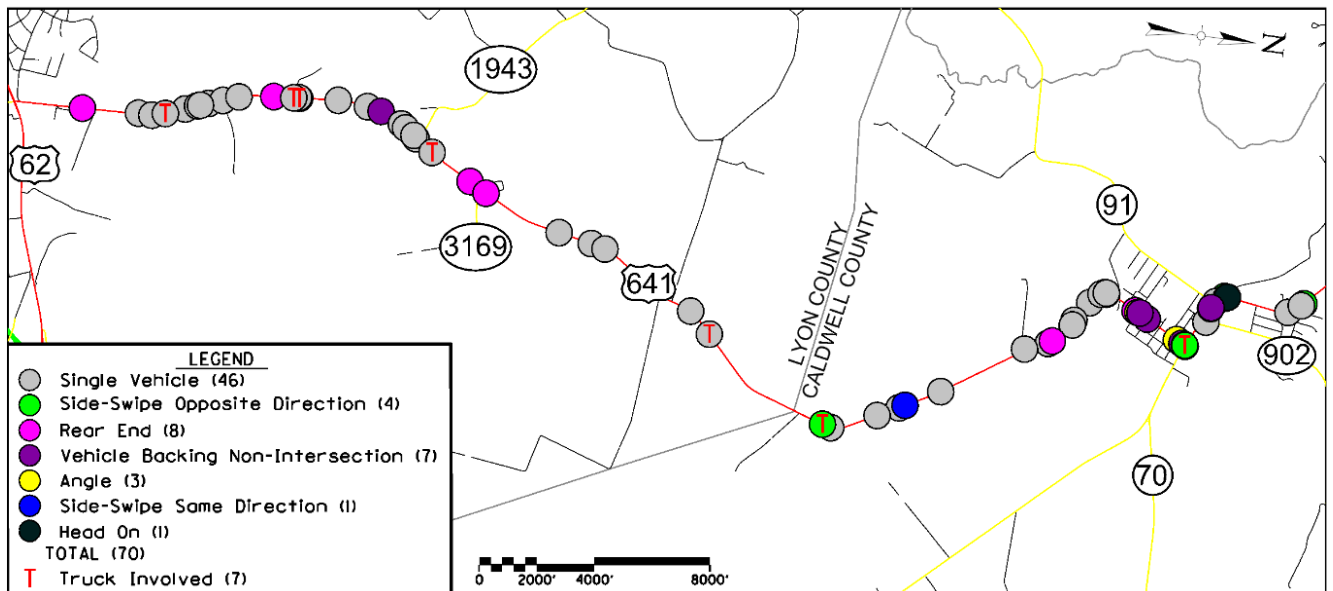 N
1943
62
3169
641
LYON COUNTY
CALDWELL COUNTY
91
902
70
T
TT
T
T
T
T
LEGEND
Single Vehicle (46)
Side-Swipe Opposite Direction (4)
Rear End (8)
Vehicle Backing Non-Intersection (7)
Angle (3)
Side-Swipe Same Direction (1)
Head On (1)
TOTAL (70)
T Truck Involved (7)
0 2000' 4000' 8000'